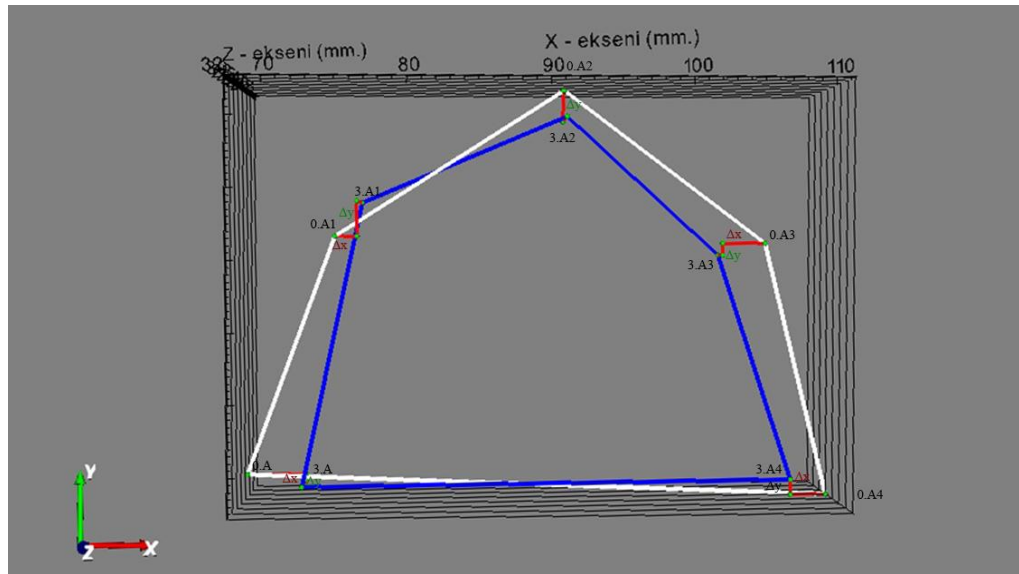 Z - ekseni (mm.)
X - ekseni (mm.)
70
80
90
100
110
0.A2
Δy
3.A2
3.A1
Δy
0.A1
Δx
Δx
0.A3
Δy
3.A3
0.A
Δx
3.A
Δy
3.A4
Δx
Δy
0.A4
Y
Z
X